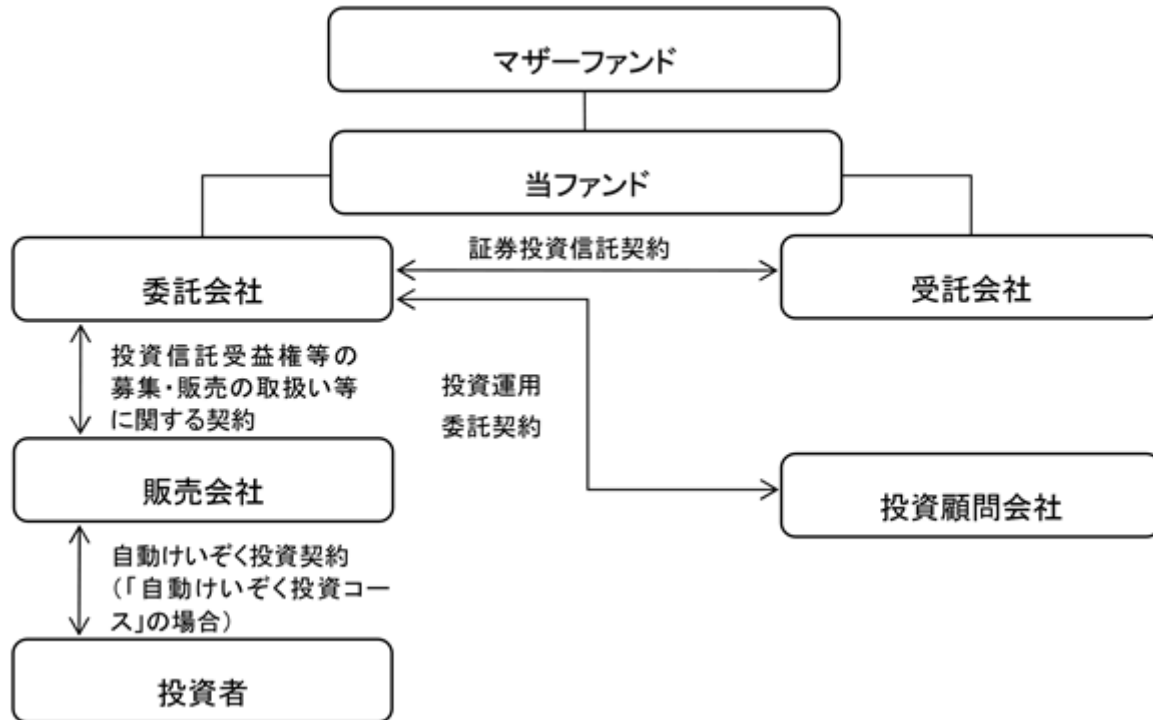 マザーファンド
当ファンド
証券投資信託契約
委託会社
受託会社
投資信託受益権等の
募集・販売の取扱い等
に関する契約
投資運用
委託契約
販売会社
投資顧問会社
自動けいぞく投資契約
(「自動けいぞく投資コー
ス」の場合)
投資者